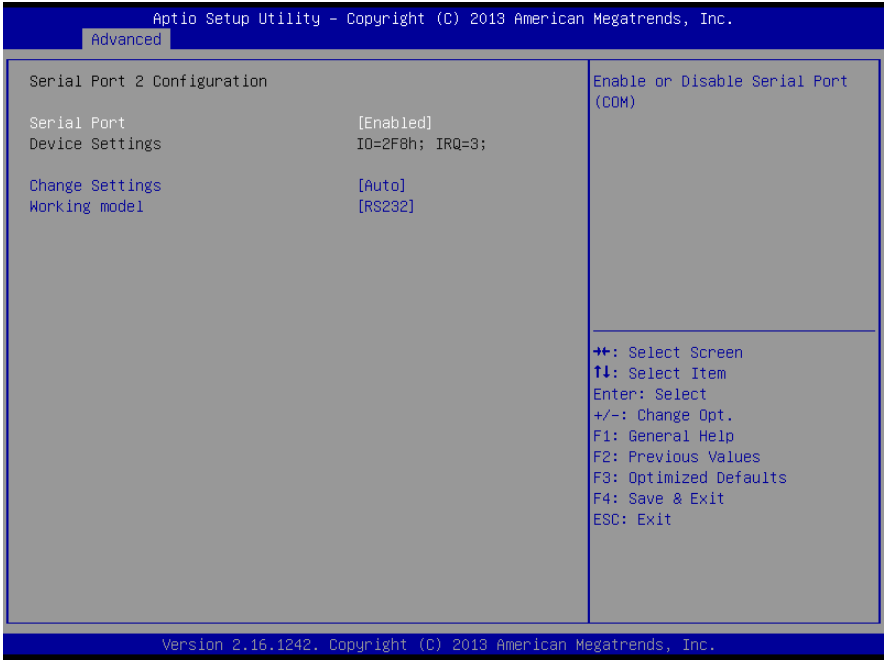 Aptio Setup Utility – Copyright (C) 2013 American Megatrends, Inc.
Advanced
Serial Port 2 Configuration
Serial Port [Enabled]
Device Settings IO=2F8h; IRQ=3;
Change Settings [Auto]
Working model [RS232]
Enable or Disable Serial Port
(COM)
→←: Select Screen
↑↓: Select Item
Enter: Select
+/-: Change Opt.
F1: General Help
F2: Previous Values
F3: Optimized Defaults
F4: Save & Exit
ESC: Exit
Version 2.16.1242. Copyright (C) 2013 American Megatrends, Inc.